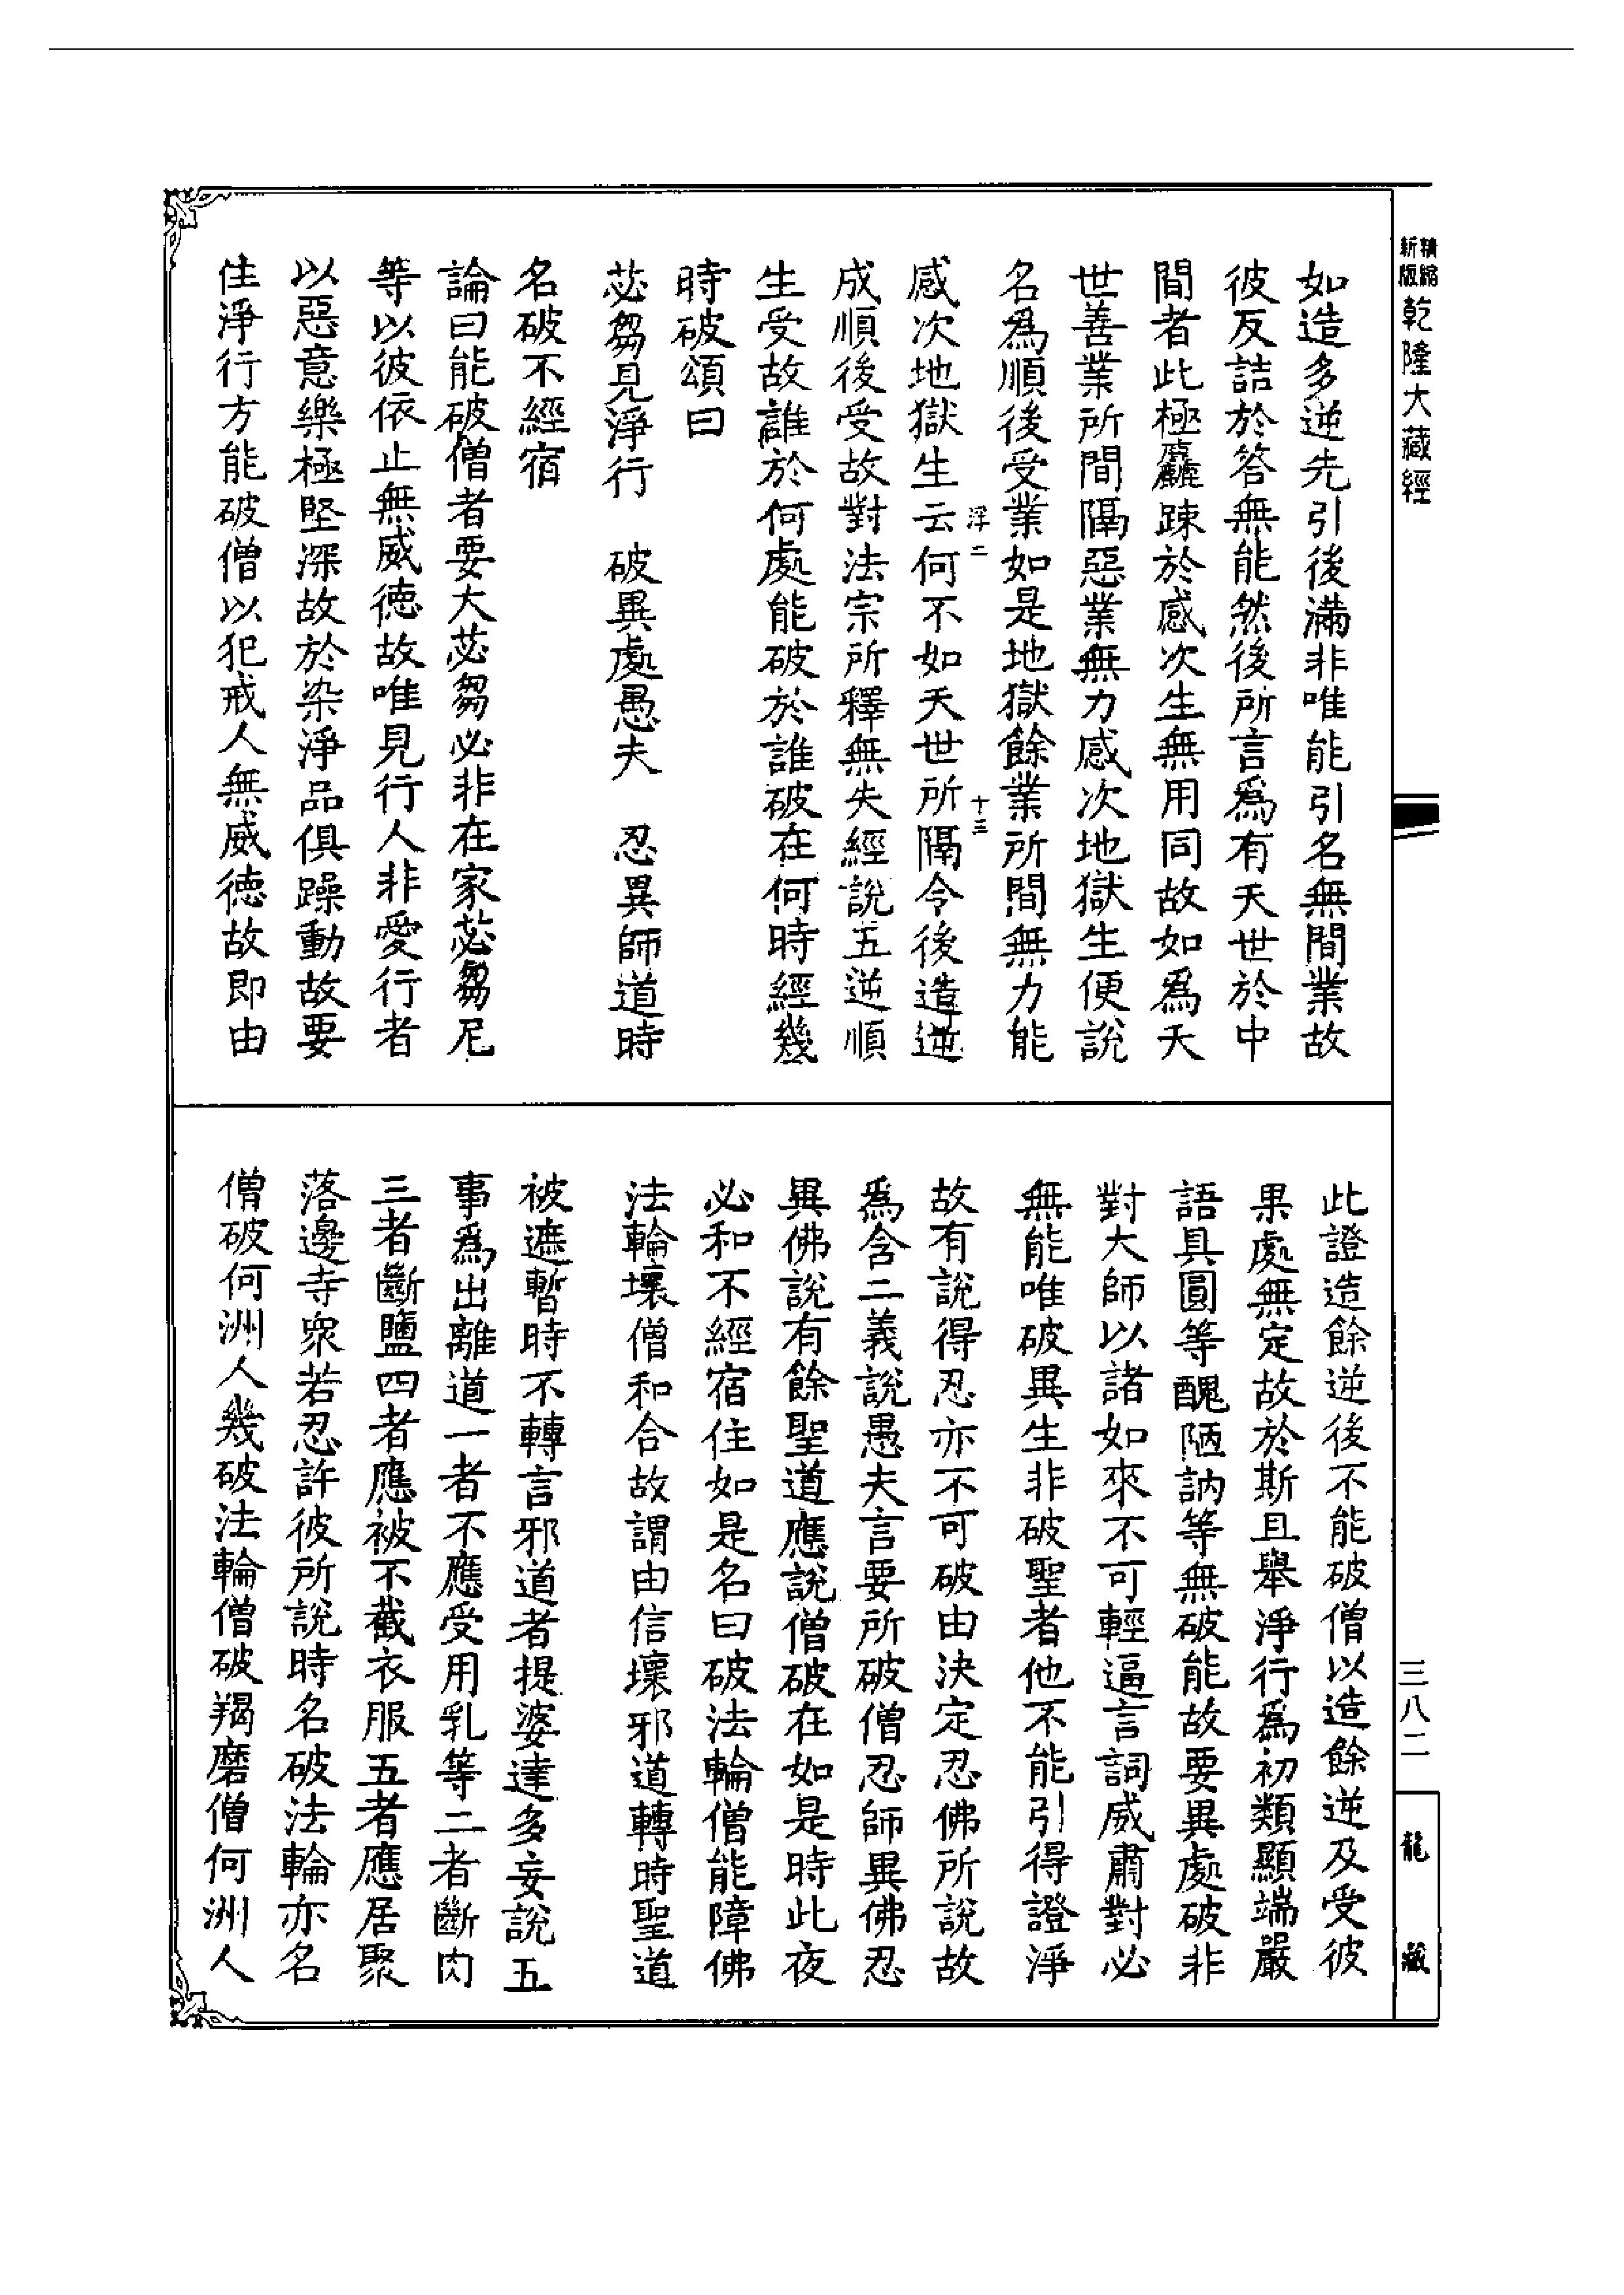 精縮新版乾隆大藏經
如造多逆先引後滿非唯能引名無間業故
彼反詰於答無能然後所言爲有天世於中
間者此極麤疎於感次生無用同故如爲天
世善業所間隔惡業無力感次地獄生便說
名爲順後受業如是地獄餘業所間無力能
浮二 十三
感次地獄生云何不如天世所隔令後造逆
成順後受故對法宗所釋無失經說五逆順
生受故誰於何處能破於誰破在何時經幾
時破頌曰
苾芻見淨行 破異處愚夫 忍異師道時
名破不經宿
論曰能破僧者要大苾芻必非在家苾芻尼
等以彼依止無威德故唯見行人非愛行者
以惡意樂極堅深故於染淨品俱躁動故要
住淨行方能破僧以犯戒人無威德故即由
此證造餘逆後不能破僧以造餘逆及受彼
果處無定故於斯且舉淨行爲初類顯端嚴
語具圓等醜陋訥等無破能故要異處破非
對大師以諸如來不可輕逼言詞威肅對必
無能唯破異生非破聖者他不能引得證淨
故有說得忍亦不可破由決定忍佛所說故
爲含二義說愚夫言要所破僧忍師異佛忍
異佛說有餘聖道應說僧破在如是時此夜
必和不經宿住如是名曰破法輪僧能障佛
法輪壞僧和合故謂由信壞邪道轉時聖道
被遮暫時不轉言邪道者提婆達多妄說五
事爲出離道一者不應受用乳等二者斷肉
三者斷鹽四者應被不截衣服五者應居聚
落邊寺衆若忍許彼所說時名破法輪亦名
僧破何洲人幾破法輪僧破羯磨僧何洲人
三八二
龍藏